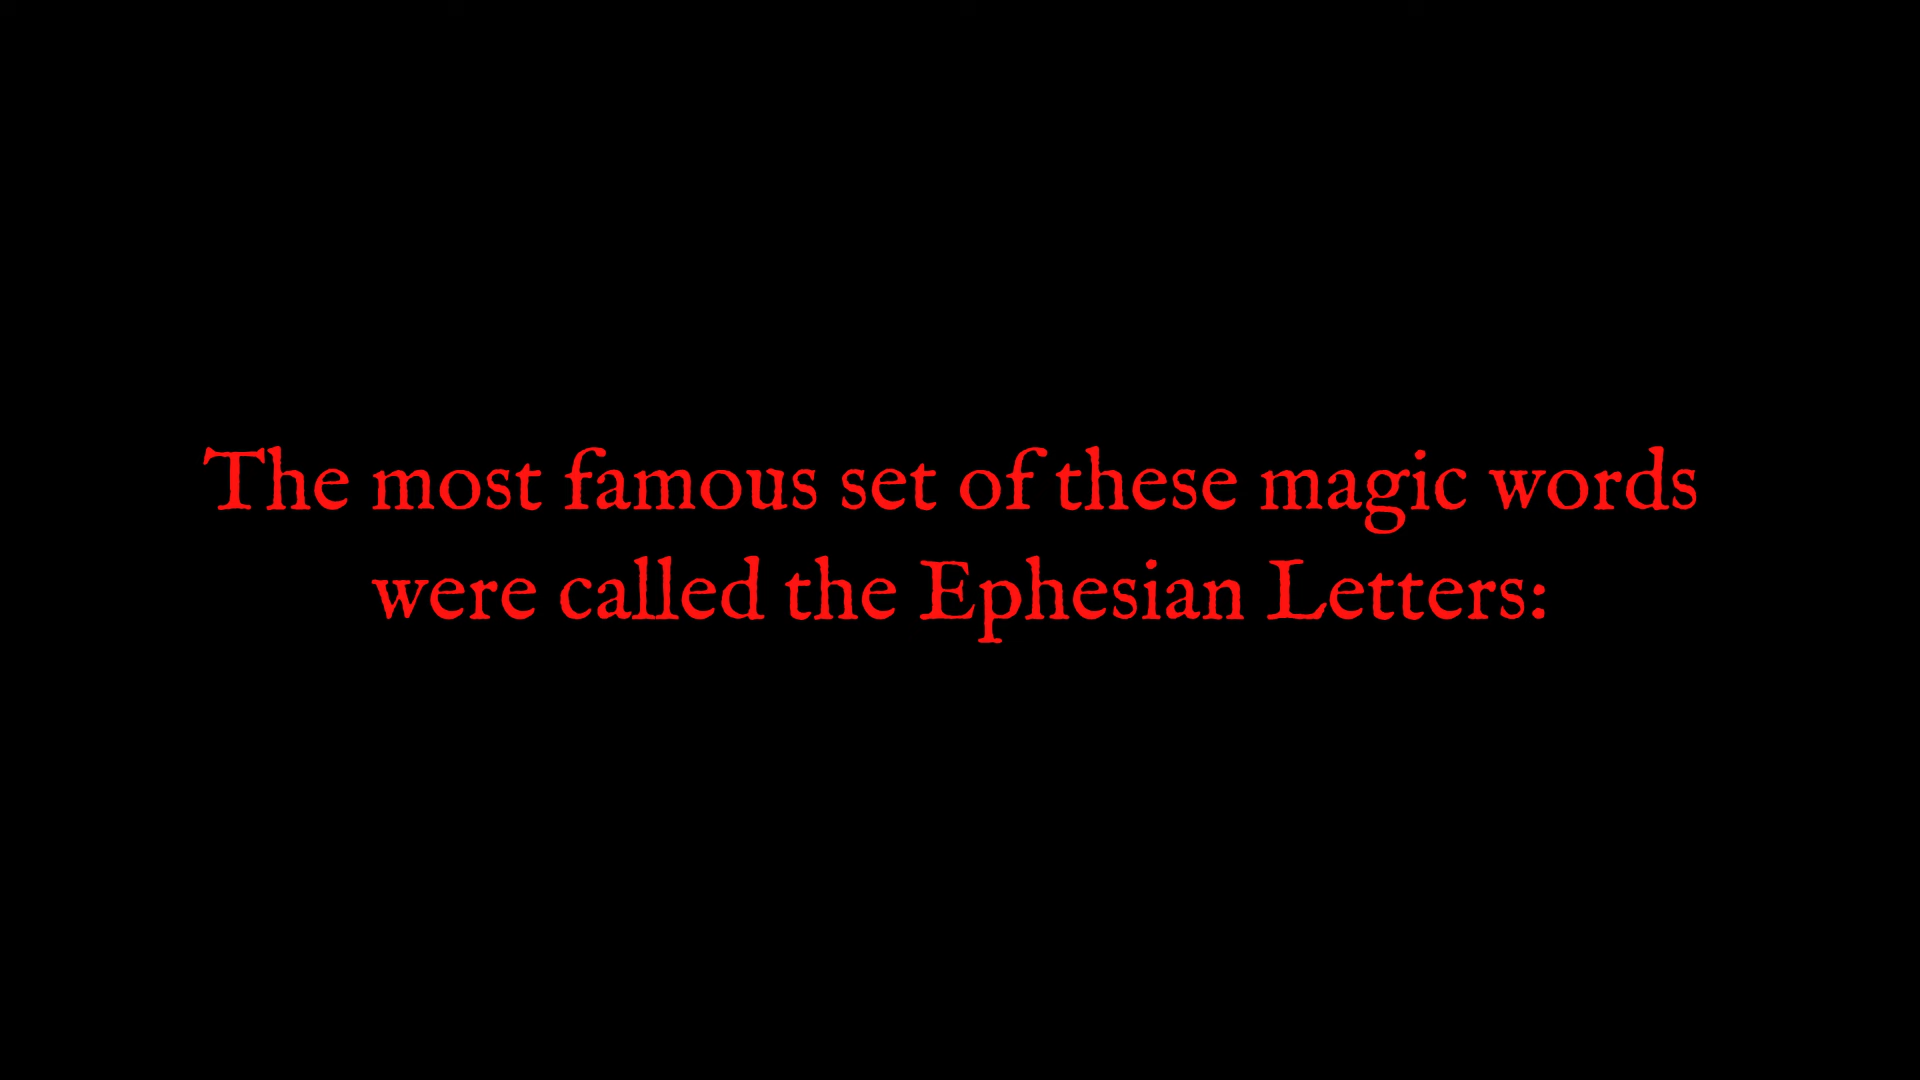 The most famous set of these magic words
were called the Ephesian Letters: